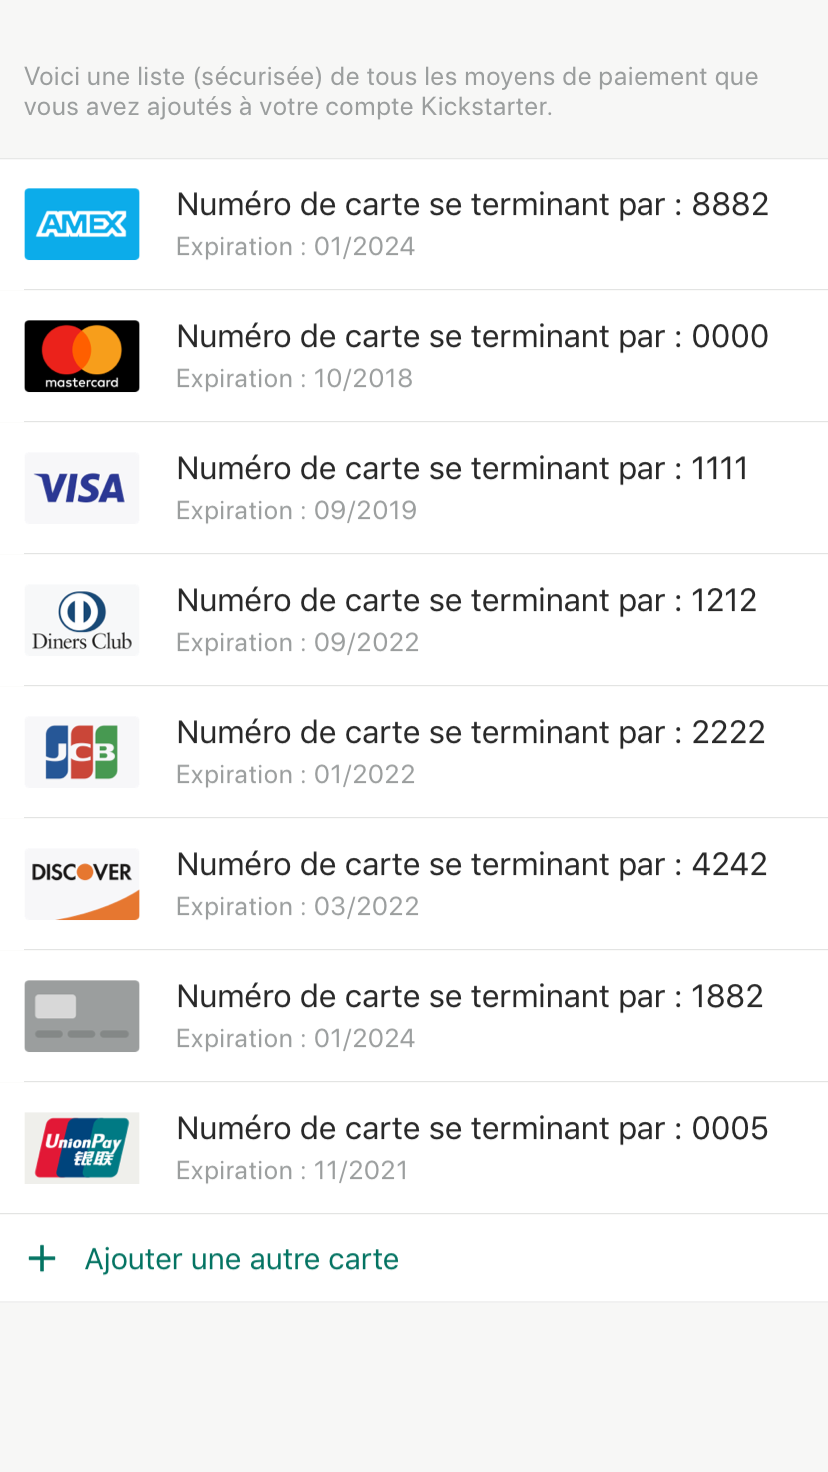 Voici une liste (sécurisée) de tous les moyens de paiement que
vous avez ajoutés à votre compte Kickstarter.
AMEX
Numéro de carte se terminant par : 8882
Expiration : 01/2024
mastercard
Numéro de carte se terminant par : 0000
Expiration : 10/2018
VISA
Numéro de carte se terminant par : 1111
Expiration : 09/2019
Diners Club
Numéro de carte se terminant par : 1212
Expiration : 09/2022
JCB
Numéro de carte se terminant par : 2222
Expiration : 01/2022
DISCOVER
Numéro de carte se terminant par : 4242
Expiration : 03/2022
Numéro de carte se terminant par : 1882
Expiration : 01/2024
UnionPay
银联
Numéro de carte se terminant par : 0005
Expiration : 11/2021
+ Ajouter une autre carte